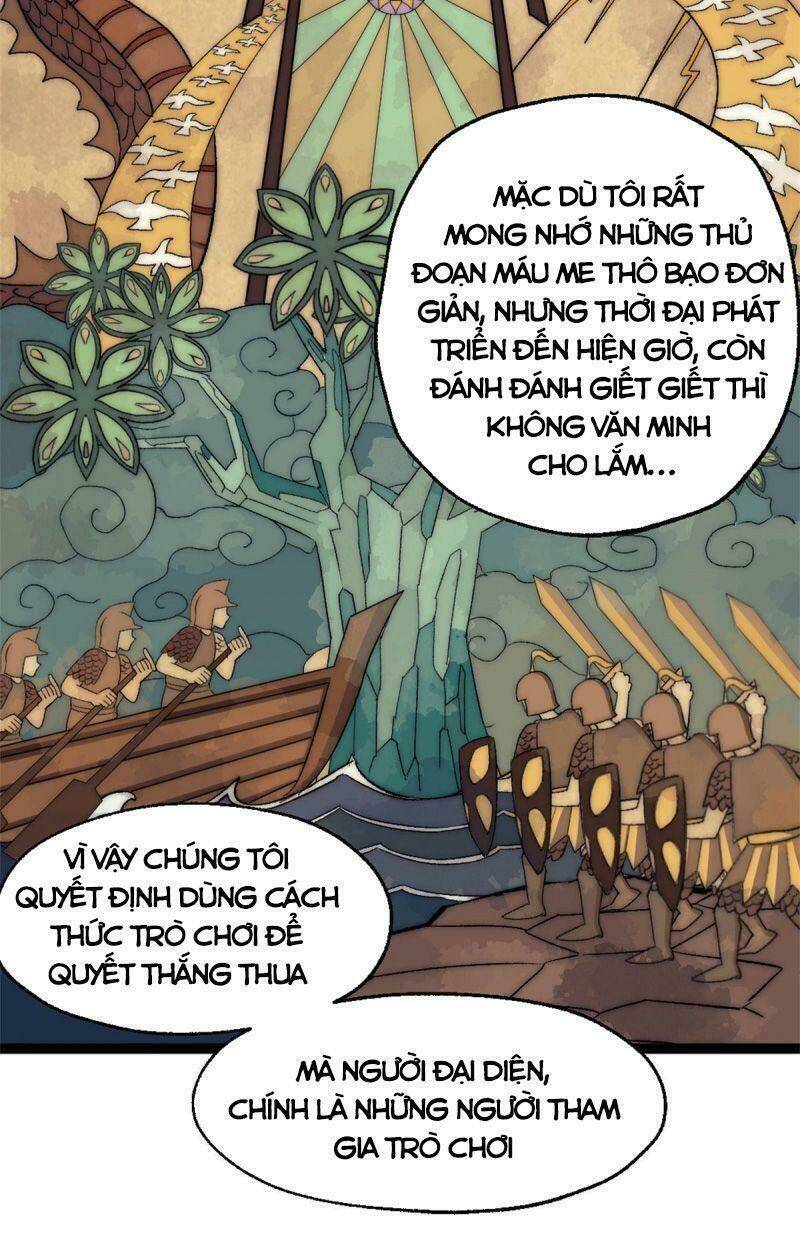 MẶC DÙ TÔI RẤT
MONG NHỚ NHỮNG THỦ
ĐOẠN MÁU ME THÔ BẠO ĐƠN
GIẢN, NHƯNG THỜI ĐẠI PHÁT
TRIỂN ĐẾN HIỆN GIỜ, CÒN
ĐÁNH ĐÁNH GIẾT GIẾT THÌ
KHÔNG VĂN MINH
CHO LẮM...
VÌ VẬY CHÚNG TÔI
QUYẾT ĐỊNH DÙNG CÁCH
THỨC TRÒ CHƠI ĐỂ
QUYẾT THẮNG THUA
MÀ NGƯỜI ĐẠI DIỆN,
CHÍNH LÀ NHỮNG NGƯỜI THAM
GIA TRÒ CHƠI